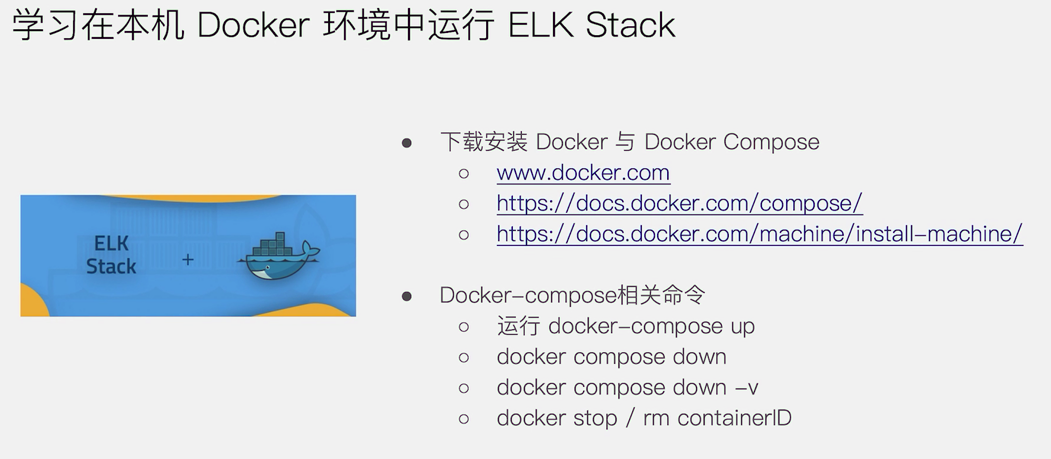 学习在本机 Docker 环境中运行 ELK Stack
ELK
Stack
+
● 下载安装 Docker 与 Docker Compose
○ www.docker.com
○ https://docs.docker.com/compose/
○ https://docs.docker.com/machine/install-machine/
● Docker-compose相关命令
○ 运行 docker-compose up
○ docker compose down
○ docker compose down -v
○ docker stop / rm containerID